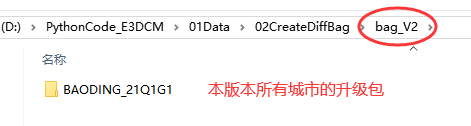 (D:) › PythonCode_E3DCM › 01Data › 02CreateDiffBag › bag_V2 ›
名称
BAODING_21Q1G1 本版本所有城市的升级包